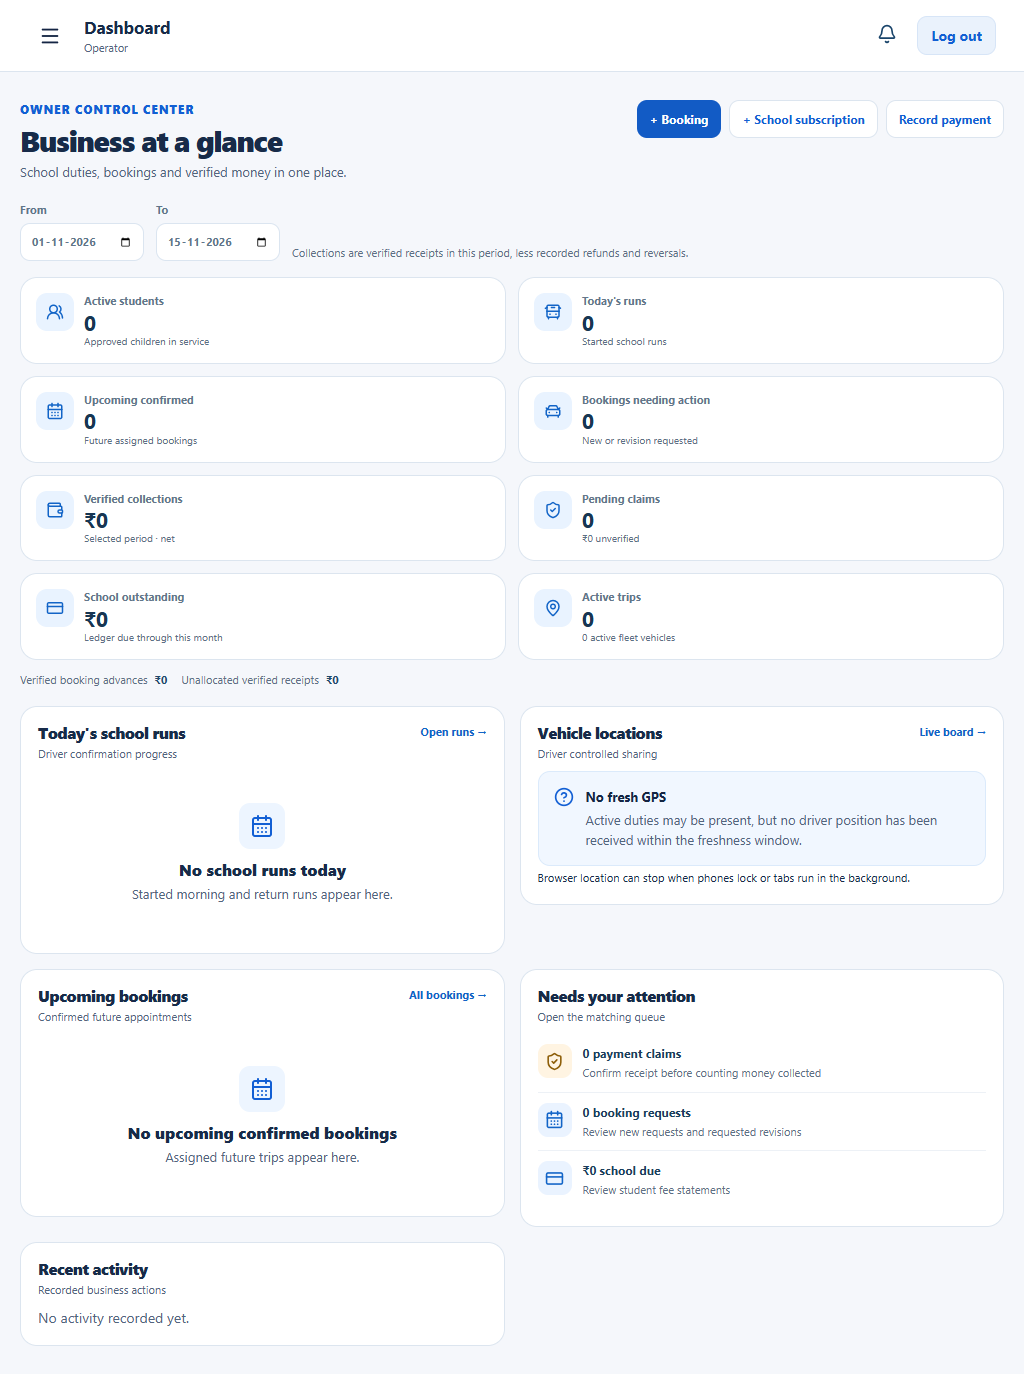 Dashboard
Operator
Log out
OWNER CONTROL CENTER
Business at a glance
School duties, bookings and verified money in one place.
+ Booking
+ School subscription
Record payment
From
To
01-11-2026
15-11-2026
Collections are verified receipts in this period, less recorded refunds and reversals.
Active students
0
Approved children in service
Today's runs
0
Started school runs
Upcoming confirmed
0
Future assigned bookings
Bookings needing action
0
New or revision requested
Verified collections
₹0
Selected period · net
Pending claims
0
₹0 unverified
School outstanding
₹0
Ledger due through this month
Active trips
0
0 active fleet vehicles
Verified booking advances ₹0 Unallocated verified receipts ₹0
Today's school runs
Open runs →
Driver confirmation progress
No school runs today
Started morning and return runs appear here.
Vehicle locations
Live board →
Driver controlled sharing
No fresh GPS
Active duties may be present, but no driver position has been
received within the freshness window.
Browser location can stop when phones lock or tabs run in the background.
Upcoming bookings
All bookings →
Confirmed future appointments
No upcoming confirmed bookings
Assigned future trips appear here.
Needs your attention
Open the matching queue
0 payment claims
Confirm receipt before counting money collected
0 booking requests
Review new requests and requested revisions
₹0 school due
Review student fee statements
Recent activity
Recorded business actions
No activity recorded yet.